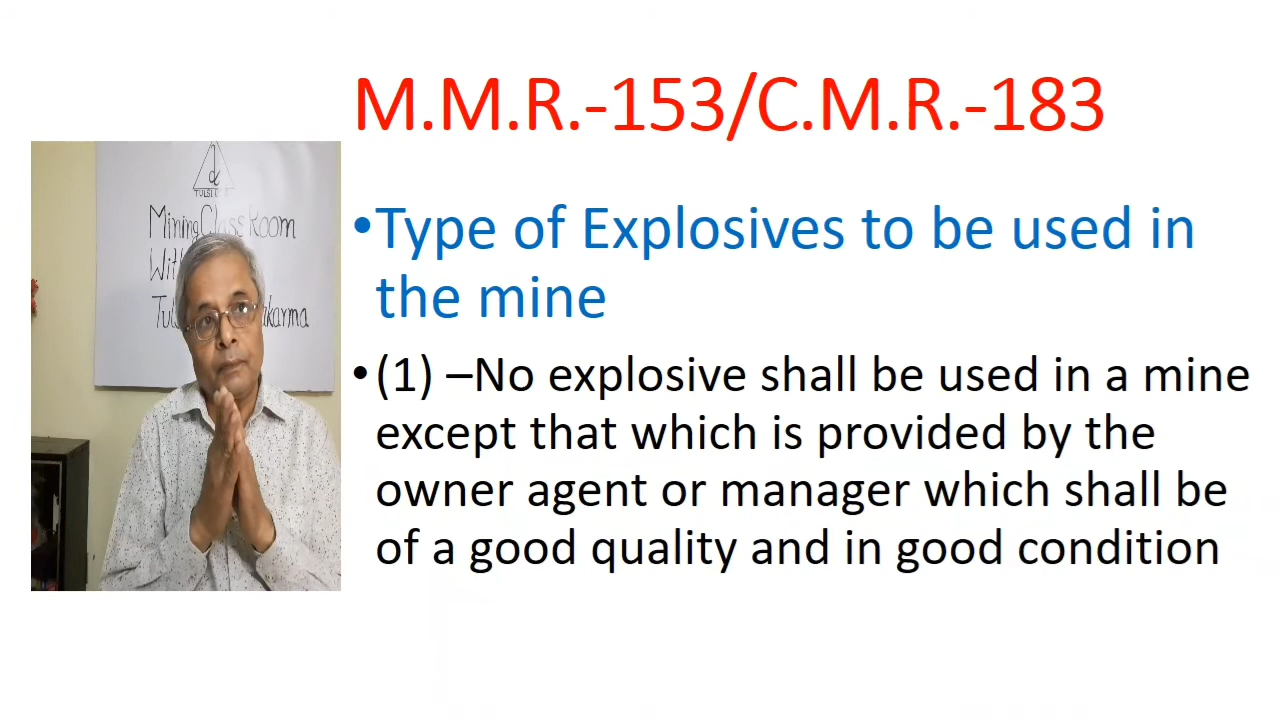 M.M.R.-153/C.M.R.-183
•Type of Explosives to be used in
the mine
•(1) –No explosive shall be used in a mine
except that which is provided by the
owner agent or manager which shall be
of a good quality and in good condition
Mining Class Room